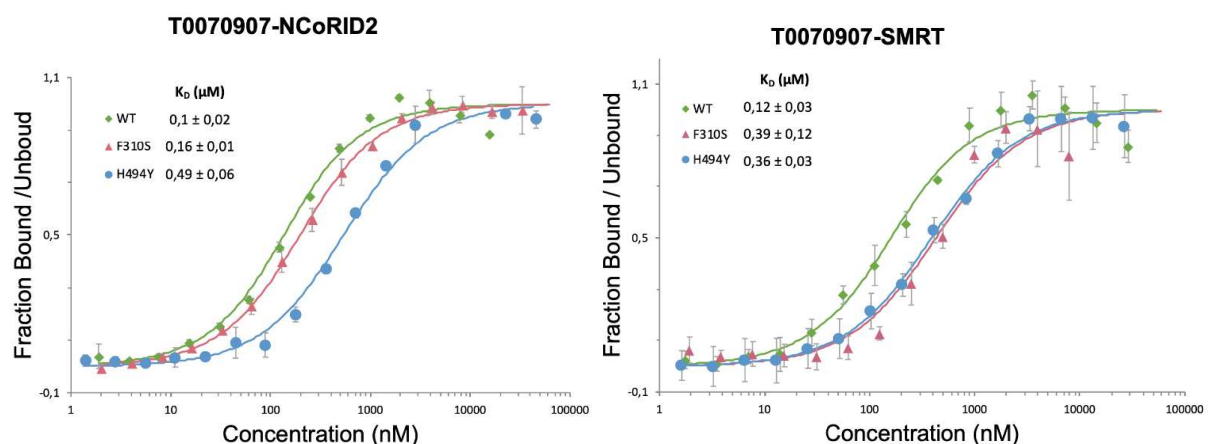 T0070907-NCoRID2
K_D (µM)
WT 0,1 ± 0,02
F310S 0,16 ± 0,01
H494Y 0,49 ± 0,06
1,1
0,5
-0,1
Fraction Bound /Unboud
1 10 100 1000 10000 100000
Concentration (nM)
T0070907-SMRT
K_D (µM)
WT 0,12 ± 0,03
F310S 0,39 ± 0,12
H494Y 0,36 ± 0,03
1,1
0,5
-0,1
Fraction Bound / Unbound
1 10 100 1000 10000 100000
Concentration (nM)